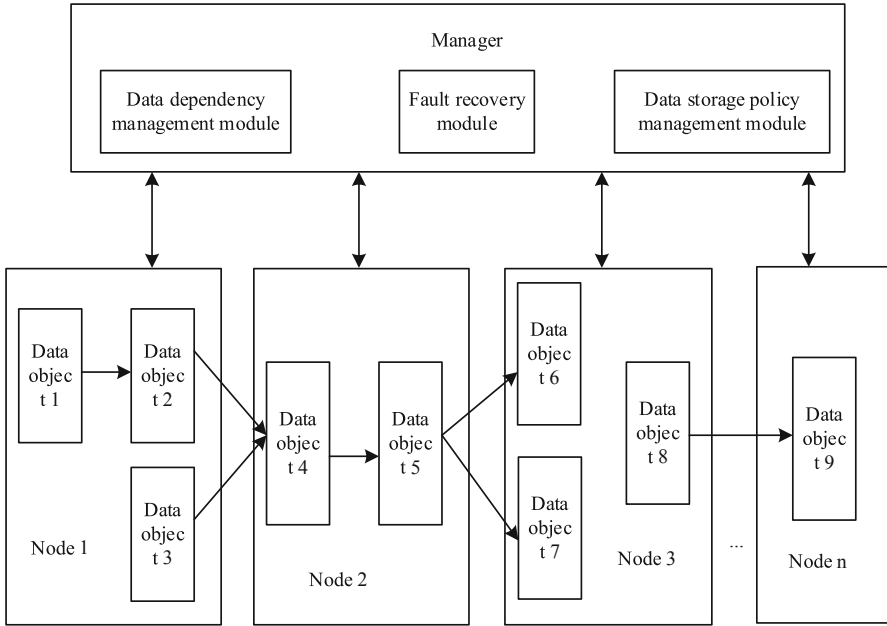 Manager
Data dependency
management module
Fault recovery
module
Data storage policy
management module
Data
objec
t 1
Data
objec
t 2
Data
objec
t 3
Node 1
Data
objec
t 4
Data
objec
t 5
Node 2
Data
objec
t 6
Data
objec
t 7
Data
objec
t 8
Node 3
...
Data
objec
t 9
Node n